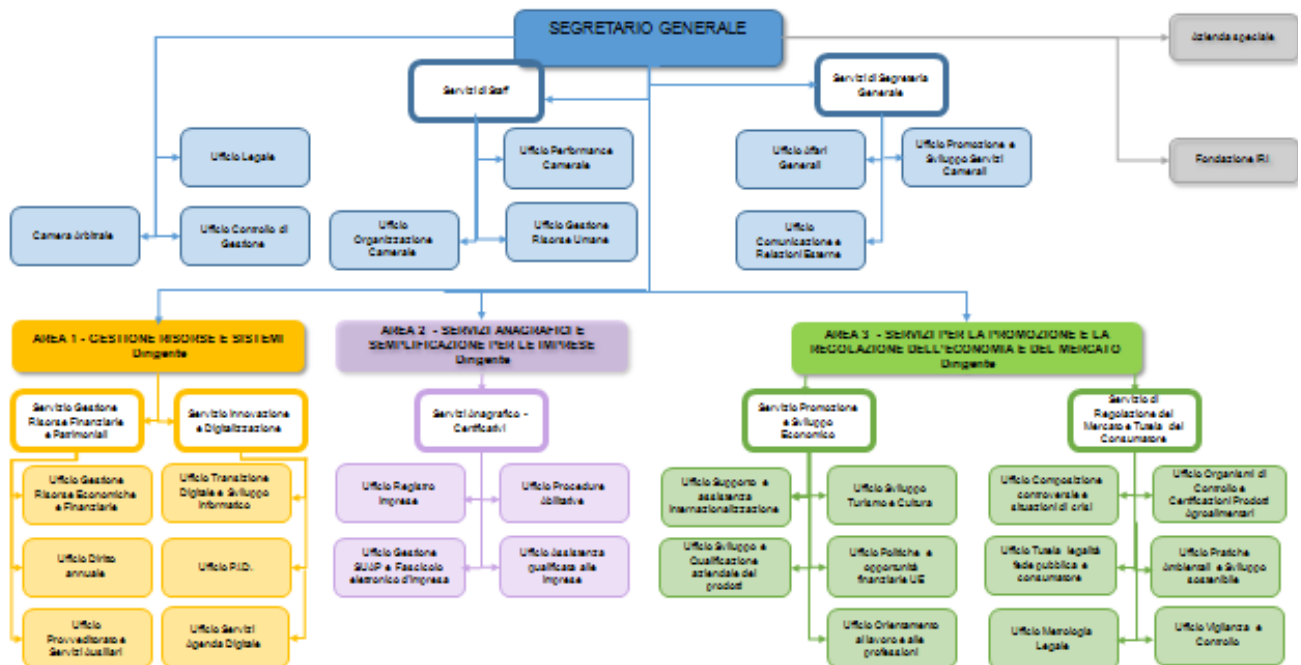 SEGRETARIO GENERALE
Azienda speciale
Servizi di Staff
Servizi di Segreteria
Generale
Ufficio Legale
Ufficio Performance
Camerale
Ufficio Affari
Generali
Ufficio Promozione e
Sviluppo Servizi
Camerali
Fondazione I.R.I.
Camera Arbitrale
Ufficio Controllo di
Gestione
Ufficio
Organizzazione
Camerale
Ufficio Gestione
Risorse Umane
Ufficio
Comunicazione e
Relazioni Esterne
AREA 1 - GESTIONE RISORSE E SISTEMI
Dirigente
AREA 2 - SERVIZI ANAGRAFICI E
SEMPLIFICAZIONE PER LE IMPRESE
Dirigente
AREA 3 - SERVIZI PER LA PROMOZIONE E LA
REGOLAZIONE DELL'ECONOMIA E DEL MERCATO
Dirigente
Servizio Gestione
Risorse Finanziarie
e Patrimoniali
Servizio Innovazione
e Digitalizzazione
Servizi Anagrafico -
Certificativi
Servizio Promozione
e Sviluppo
Economico
Servizio di
Regolazione del
Mercato e Tutela del
Consumatore
Ufficio Gestione
Risorse Economiche
e Finanziarie
Ufficio Transizione
Digitale e Sviluppo
Informatico
Ufficio Registro
Imprese
Ufficio Procedure
Abilitative
Ufficio Supporto e
assistenza
internazionalizzazione
Ufficio Sviluppo
Turismo e Cultura
Ufficio Composizione
controversie e
situazioni di crisi
Ufficio Organismi di
Controllo e
Certificazioni Prodotti
Agroalimentari
Ufficio Diritto
annuale
Ufficio P.I.D.
Ufficio Gestione
SUAP e Fascicolo
elettronico d'impresa
Ufficio Assistenza
qualificata alle
imprese
Ufficio Sviluppo e
Qualificazione
aziendale dei
prodotti
Ufficio Politiche e
opportunità
finanziarie UE
Ufficio Tutela legalità
fede pubblica e
consumatore
Ufficio Pratiche
Ambientali e Sviluppo
sostenibile
Ufficio
Provveditorato e
Servizi Ausiliari
Ufficio Servizi
Agenda Digitale
Ufficio Orientamento
al lavoro e alle
professioni
Ufficio Metrologia
Legale
Ufficio Vigilanza e
Controllo